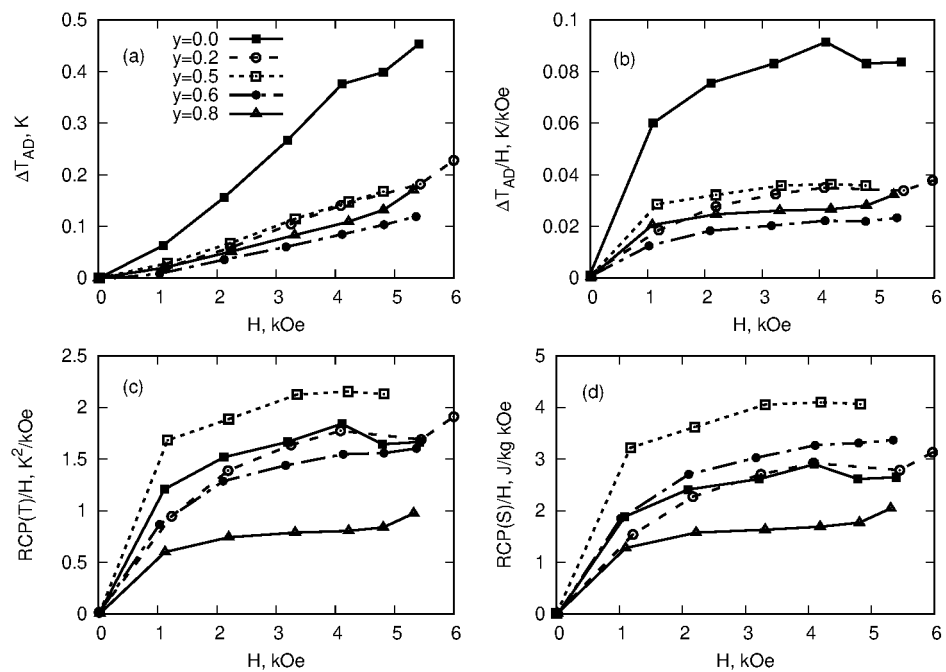 0.5
0.4
0.3
0.2
0.1
0
ΔT_AD, K
(a)
y=0.0
y=0.2
y=0.5
y=0.6
y=0.8
0 1 2 3 4 5 6
H, kOe
0.1
0.08
0.06
0.04
0.02
0
ΔT_AD/H, K/kOe
(b)
0 1 2 3 4 5 6
H, kOe
2.5
2
1.5
1
0.5
0
RCP(T)/H, K²/kOe
(c)
0 1 2 3 4 5 6
H, kOe
5
4
3
2
1
0
RCP(S)/H, J/kg kOe
(d)
0 1 2 3 4 5 6
H, kOe